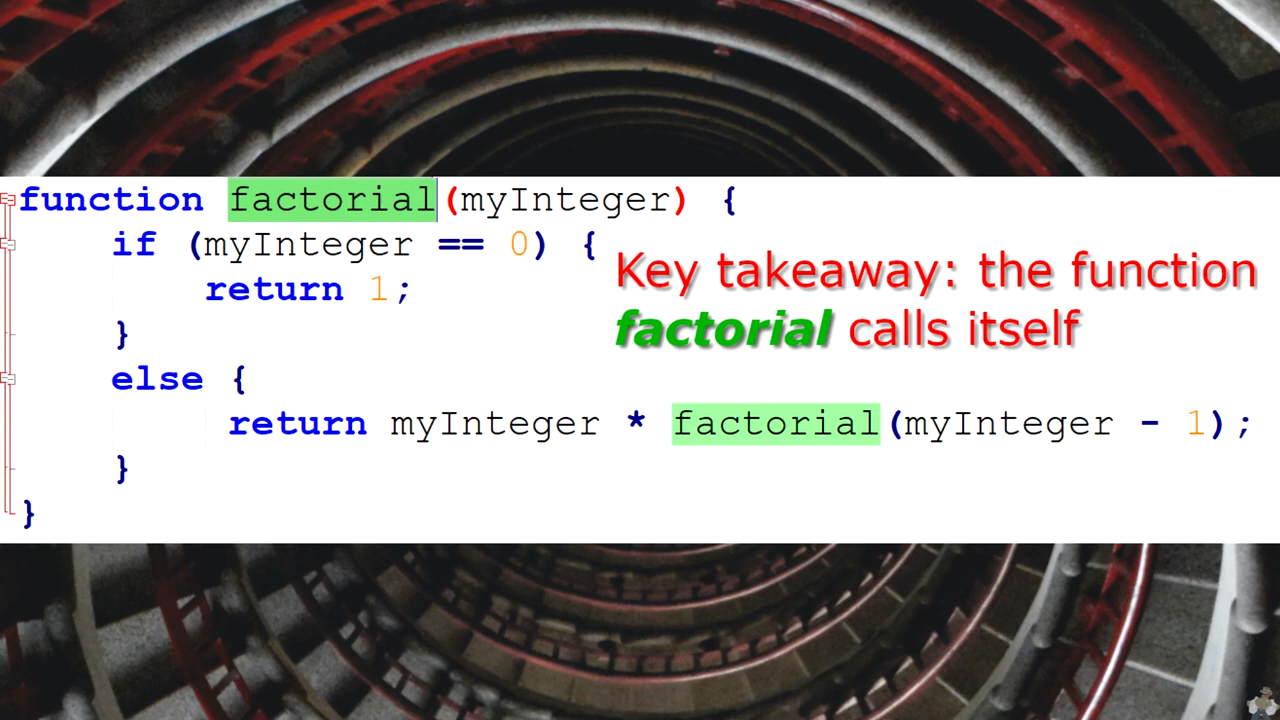 function factorial(myInteger) {
if (myInteger == 0) {
return 1;
}
Key takeaway: the function
factorial calls itself
else {
return myInteger * factorial(myInteger - 1);
}
}